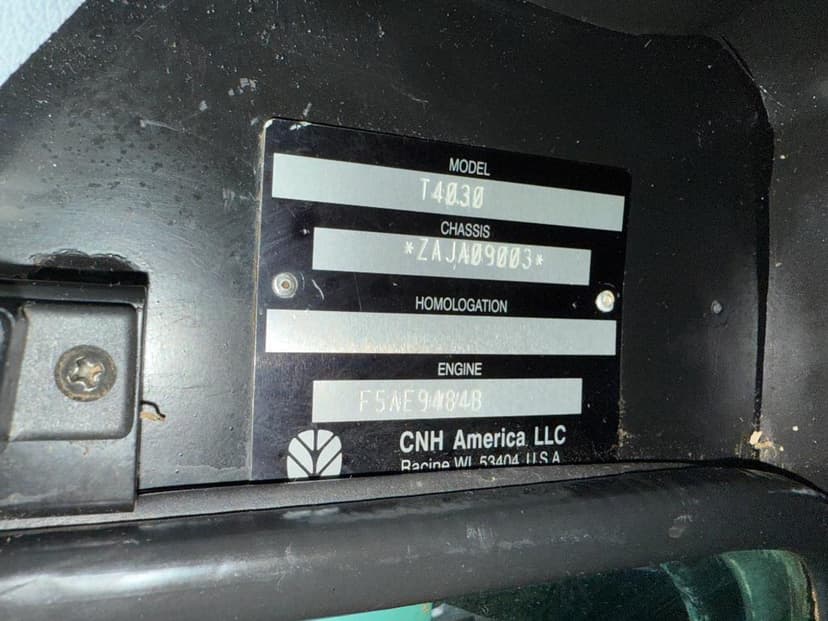 MODEL
T4030
CHASSIS
*ZAJA09003*
HOMOLOGATION
ENGINE
F5AE9484B
CNH America LLC
Racine WI 53404 U.S.A